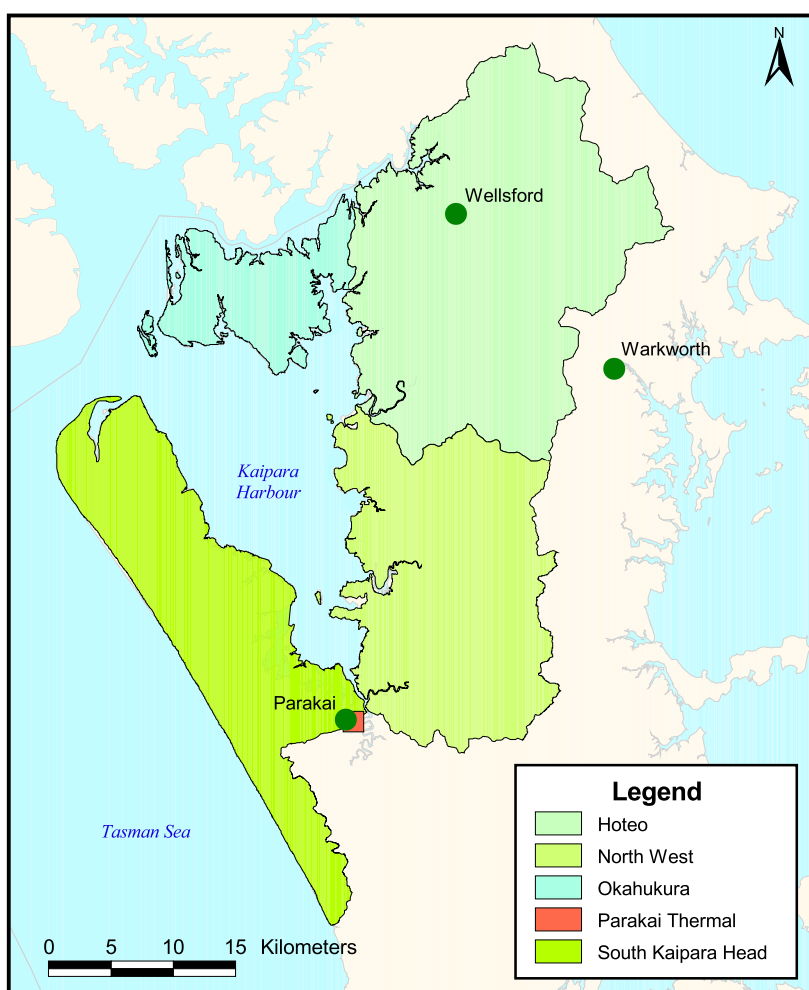 N
Wellsford
Warkworth
Kaipara
Harbour
Parakai
Tasman Sea
Legend
Hoteo
North West
Okahukura
Parakai Thermal
South Kaipara Head
0 5 10 15 Kilometers